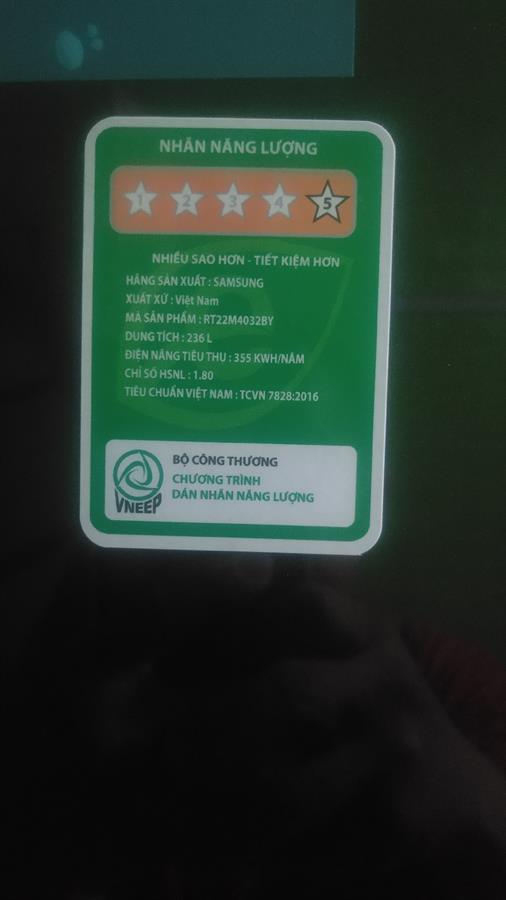 NHÃN NĂNG LƯỢNG
1 2 3 4 5
NHIỀU SAO HƠN - TIẾT KIỆM HƠN
HÃNG SẢN XUẤT : SAMSUNG
XUẤT XỨ : Việt Nam
MÃ SẢN PHẨM : RT22M4032BY
DUNG TÍCH : 236 L
ĐIỆN NĂNG TIÊU THỤ : 355 KWH/NĂM
CHỈ SỐ HSNL : 1.80
TIÊU CHUẨN VIỆT NAM : TCVN 7828:2016
BỘ CÔNG THƯƠNG
CHƯƠNG TRÌNH
DÁN NHÃN NĂNG LƯỢNG
VNEEP